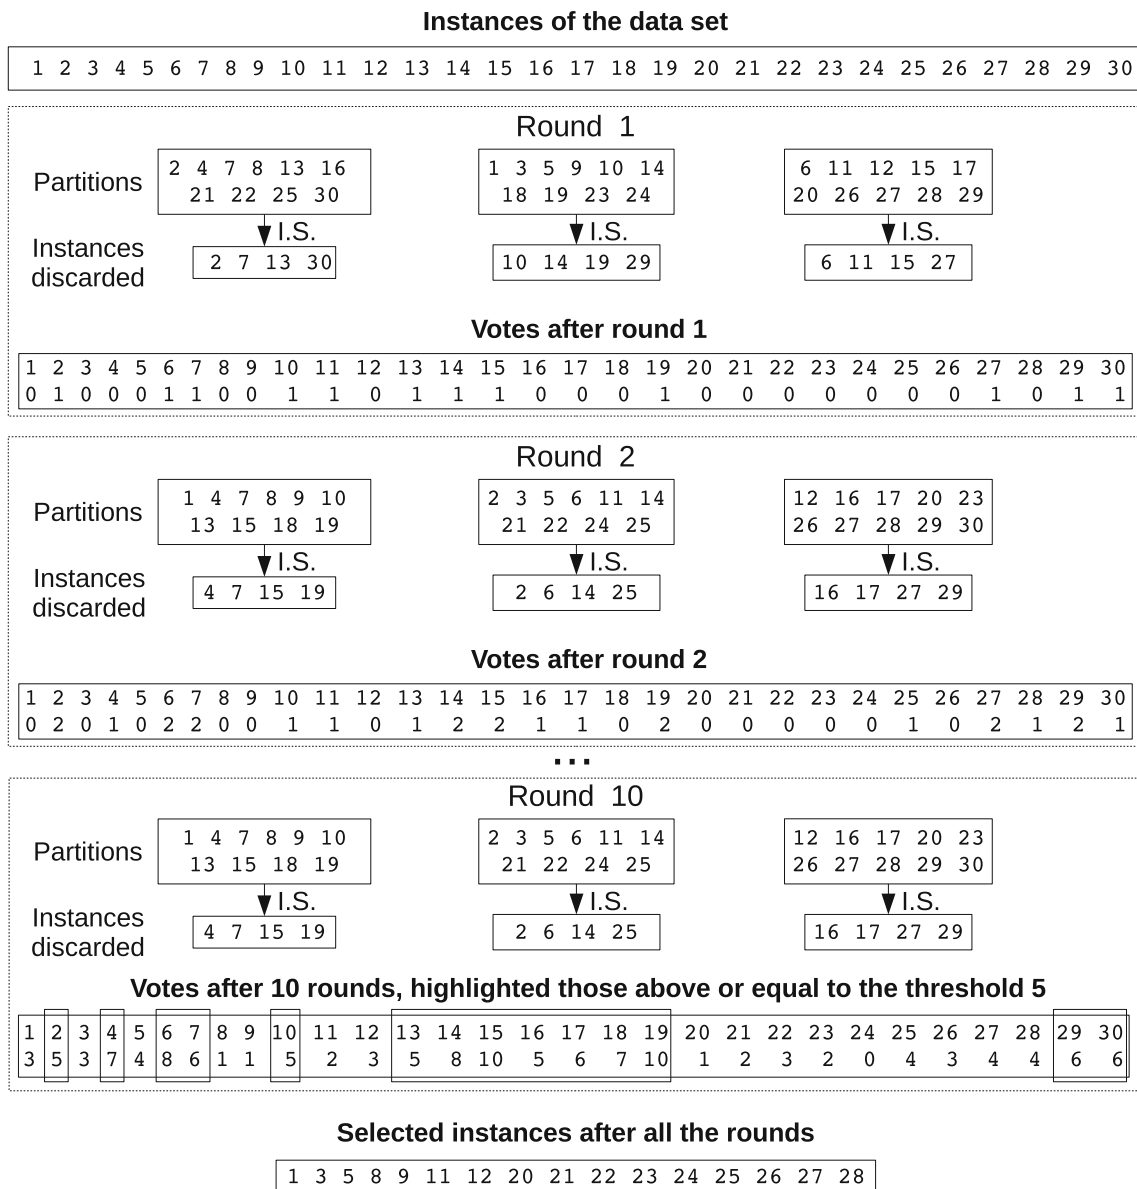 Instances of the data set
1 2 3 4 5 6 7 8 9 10 11 12 13 14 15 16 17 18 19 20 21 22 23 24 25 26 27 28 29 30
Round 1
Partitions
2 4 7 8 13 16
21 22 25 30
1 3 5 9 10 14
18 19 23 24
6 11 12 15 17
20 26 27 28 29
I.S.
I.S.
I.S.
Instances
discarded
2 7 13 30
10 14 19 29
6 11 15 27
Votes after round 1
1 2 3 4 5 6 7 8 9 10 11 12 13 14 15 16 17 18 19 20 21 22 23 24 25 26 27 28 29 30
0 1 0 0 0 1 1 0 0 1 1 0 1 1 1 0 0 0 1 0 0 0 0 0 0 0 1 0 1 1
Round 2
Partitions
1 4 7 8 9 10
13 15 18 19
2 3 5 6 11 14
21 22 24 25
12 16 17 20 23
26 27 28 29 30
I.S.
I.S.
I.S.
Instances
discarded
4 7 15 19
2 6 14 25
16 17 27 29
Votes after round 2
1 2 3 4 5 6 7 8 9 10 11 12 13 14 15 16 17 18 19 20 21 22 23 24 25 26 27 28 29 30
0 2 0 1 0 2 2 0 0 1 1 0 1 2 2 1 1 0 2 0 0 0 0 0 1 0 2 1 2 1
...
Round 10
Partitions
1 4 7 8 9 10
13 15 18 19
2 3 5 6 11 14
21 22 24 25
12 16 17 20 23
26 27 28 29 30
I.S.
I.S.
I.S.
Instances
discarded
4 7 15 19
2 6 14 25
16 17 27 29
Votes after 10 rounds, highlighted those above or equal to the threshold 5
1 2 3 4 5 6 7 8 9 10 11 12 13 14 15 16 17 18 19 20 21 22 23 24 25 26 27 28 29 30
3 5 3 7 4 8 6 1 1 5 2 3 5 8 10 5 6 7 10 1 2 3 2 0 4 3 4 4 6 6
Selected instances after all the rounds
1 3 5 8 9 11 12 20 21 22 23 24 25 26 27 28